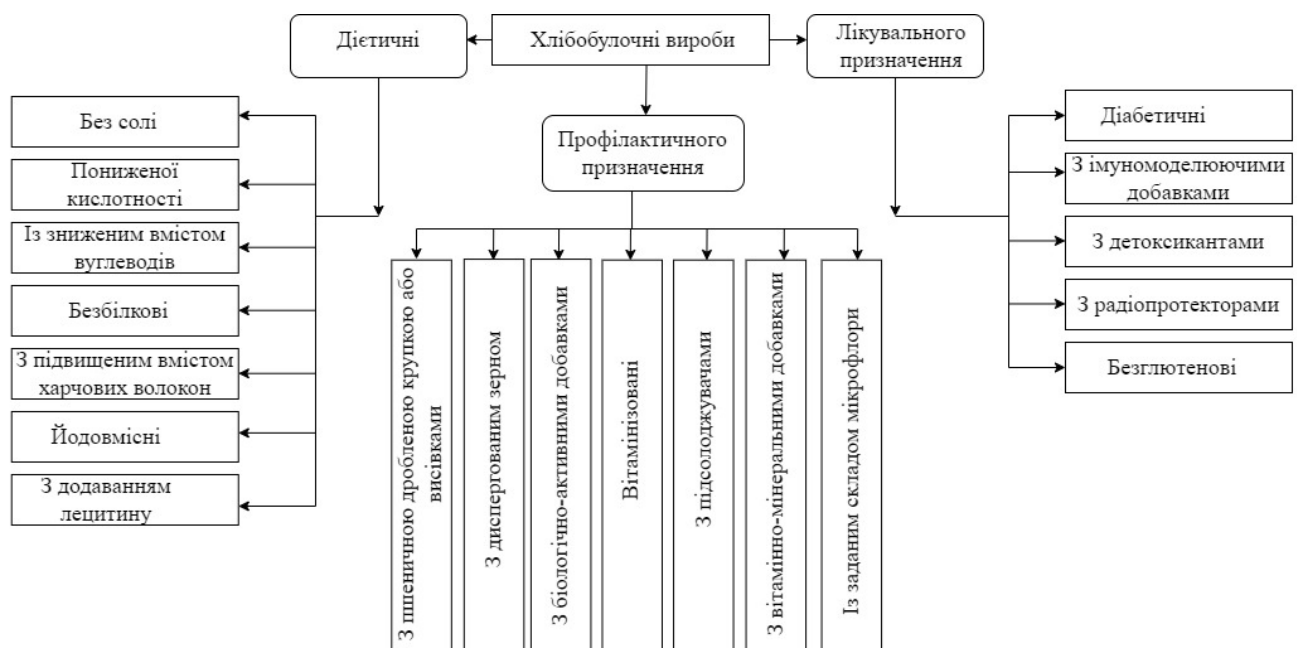 Дієтичні
Хлібобулочні вироби
Лікувального
призначення
Профілактичного
призначення
Без солі
Пониженої
кислотності
Із зниженим вмістом
вуглеводів
Безбілкові
З підвищеним вмістом
харчових волокон
Йодовмісні
З додаванням
лецитину
З пшеничною дробленою крупкою або
висівками
З диспергованим зерном
З біологічно-активними добавками
Вітамінізовані
З підсолоджувачами
З вітамінно-мінеральними добавками
Із заданим складом мікрофлори
Діабетичні
З імуномоделюючими
добавками
З детоксикантами
З радіопротекторами
Безглютенові